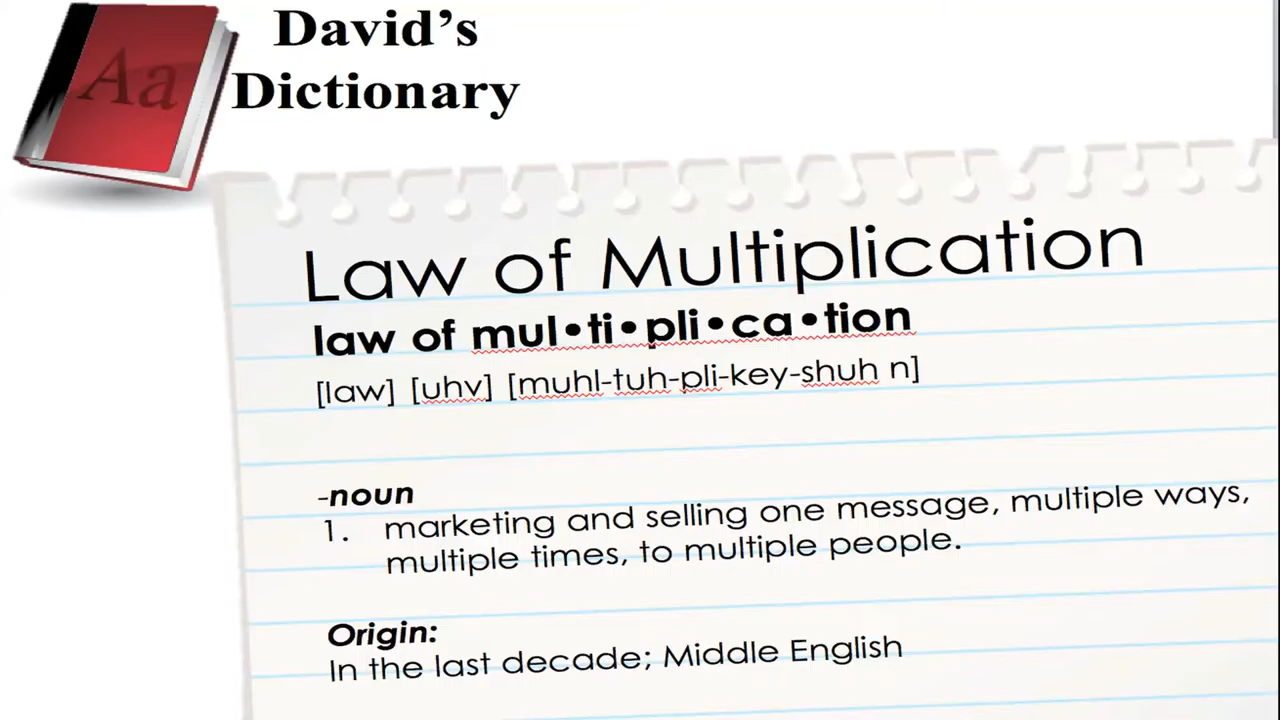 Aa
David's
Dictionary
Law of Multiplication
law of mul•ti•pli•ca•tion
[law] [uhv] [muhl-tuh-pli-key-shuh n]
-noun
1. marketing and selling one message, multiple ways,
multiple times, to multiple people.
Origin:
In the last decade; Middle English